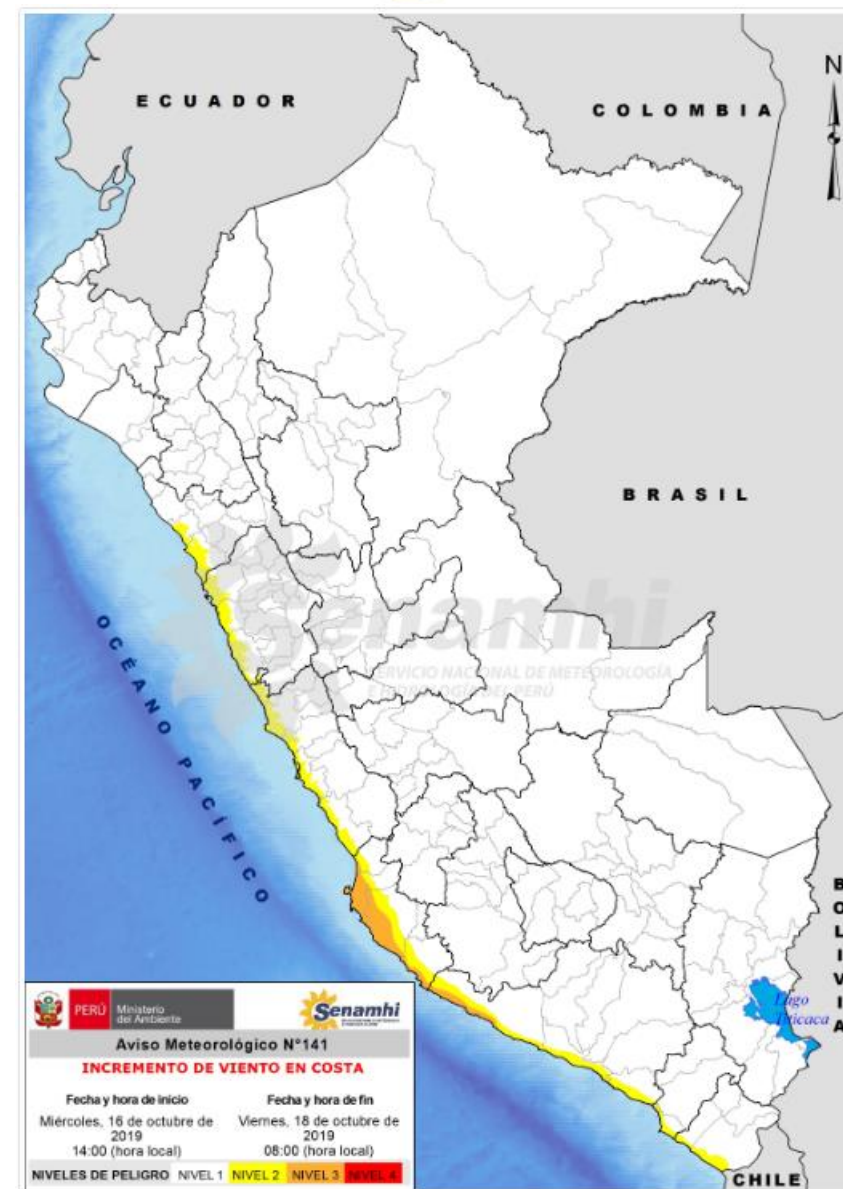 ECUADOR
COLOMBIA
N
BRASIL
Senamhi
SERVICIO NACIONAL DE METEOROLOGÍA
E HIDROLOGÍA DEL PERÚ
OCÉANO PACÍFICO
BOLIVIA
Lago
Titicaca
PERÚ Ministerio
del Ambiente
Senamhi
Aviso Meteorológico N°141
INCREMENTO DE VIENTO EN COSTA
Fecha y hora de inicio Fecha y hora de fin
Miércoles, 16 de octubre de Viernes, 18 de octubre de
2019 2019
14:00 (hora local) 08:00 (hora local)
NIVELES DE PELIGRO NIVEL 1 NIVEL 2 NIVEL 3 NIVEL 4
CHILE